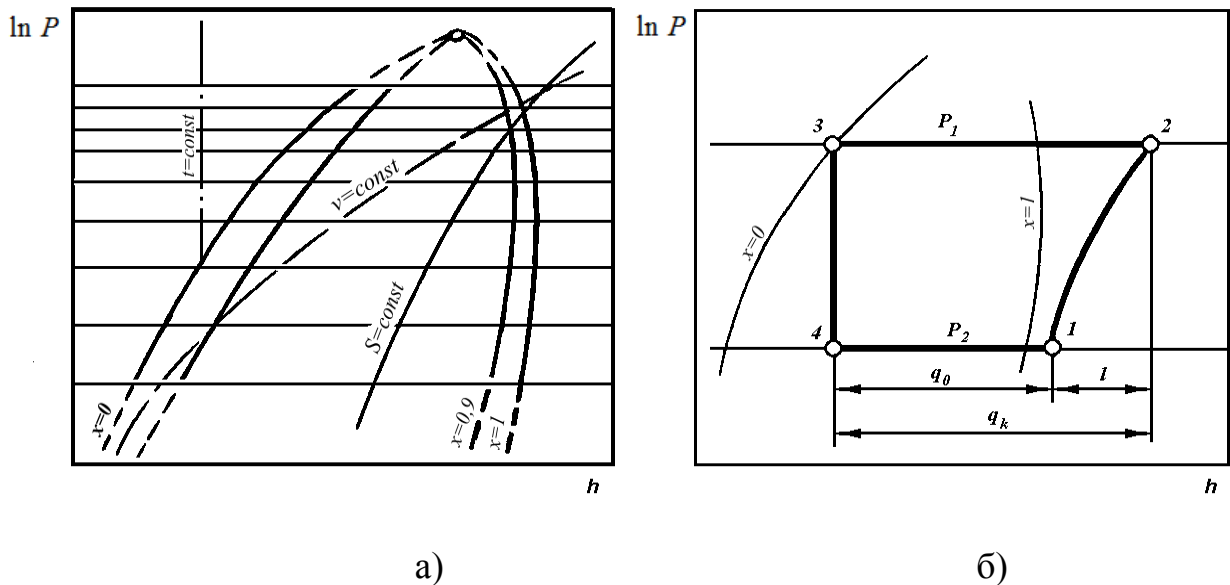 ln P
t=const
v=const
S=const
x=0
x=0,9
x=1
h
а)
ln P
3
P₁
2
x=0
x=1
4
P₂
1
q₀
l
qₖ
h
б)